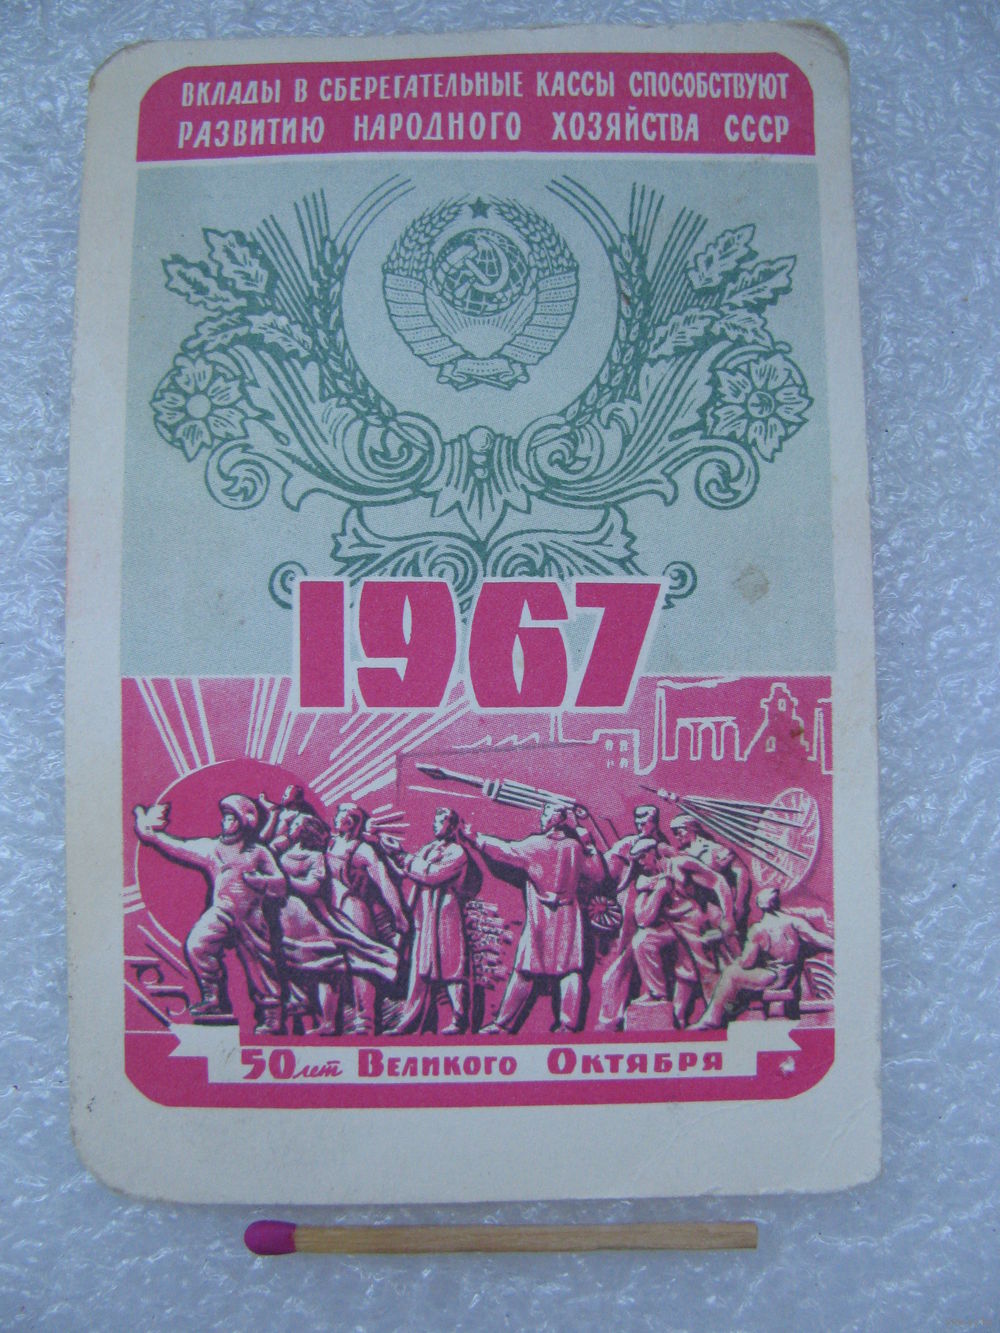 ВКЛАДЫ В СБЕРЕГАТЕЛЬНЫЕ КАССЫ СПОСОБСТВУЮТ
РАЗВИТИЮ НАРОДНОГО ХОЗЯЙСТВА СССР
1967
50 лет ВЕЛИКОГО ОКТЯБРЯ